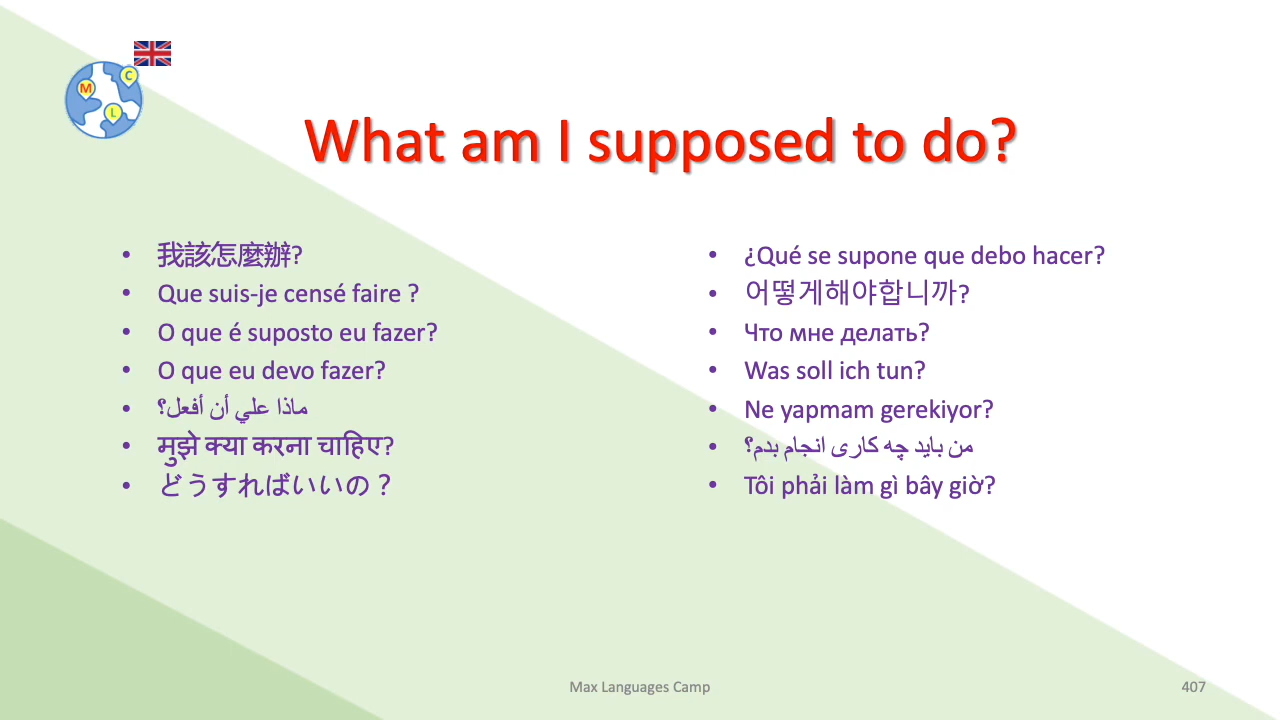 M
C
L
What am I supposed to do?
我該怎麼辦?
Que suis-je censé faire ?
O que é suposto eu fazer?
O que eu devo fazer?
ماذا علي أن أفعل؟
मुझे क्या करना चाहिए?
どうすればいいの？
¿Qué se supone que debo hacer?
어떻게해야합니까?
Что мне делать?
Was soll ich tun?
Ne yapmam gerekiyor?
من باید چه کاری انجام بدم؟
Tôi phải làm gì bây giờ?
Max Languages Camp
407